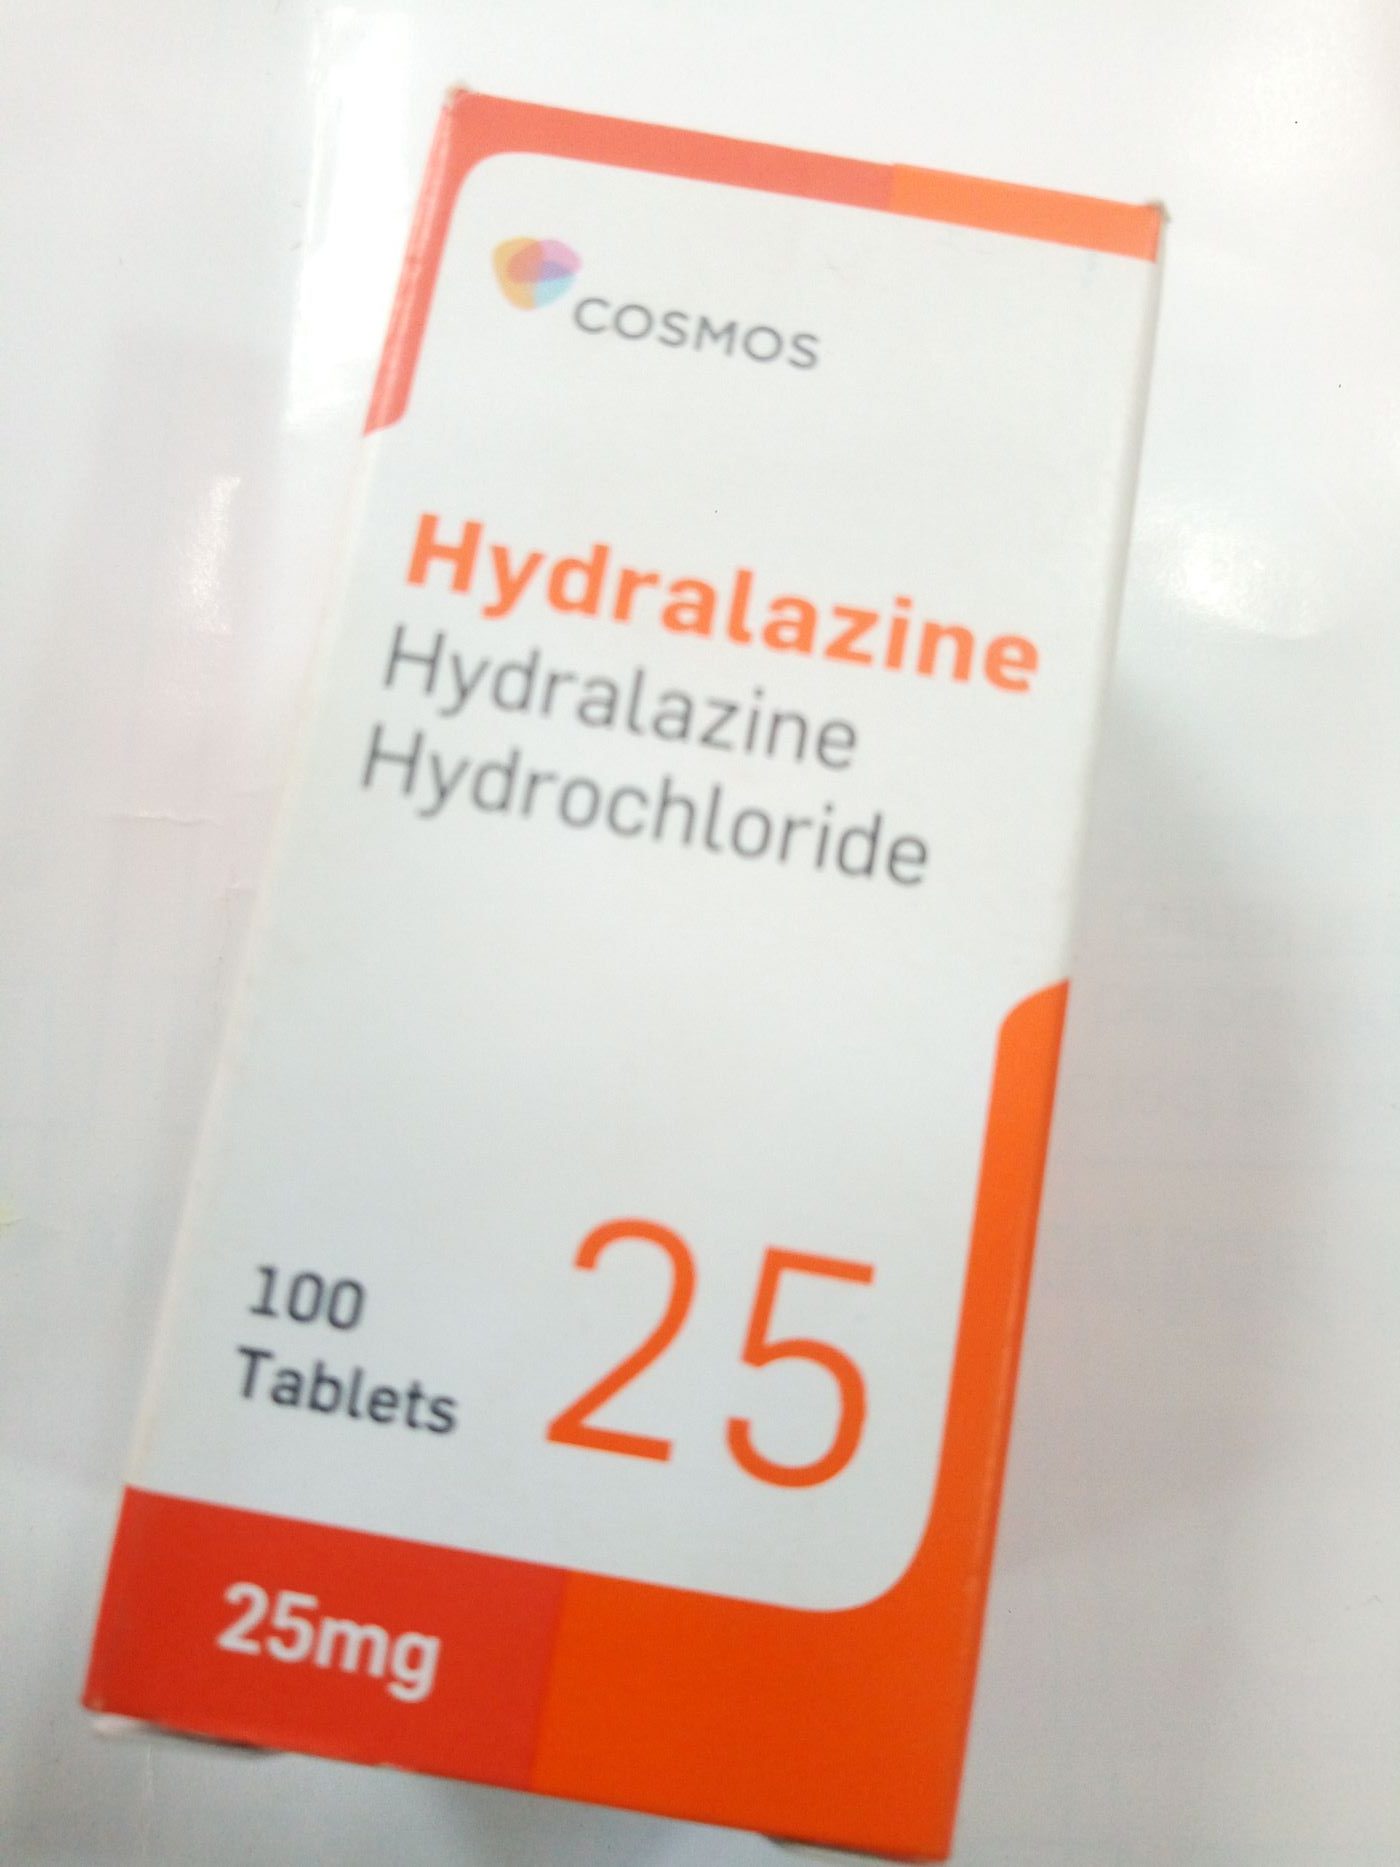 COSMOS
Hydralazine
Hydralazine
Hydrochloride
100
Tablets
25
25mg